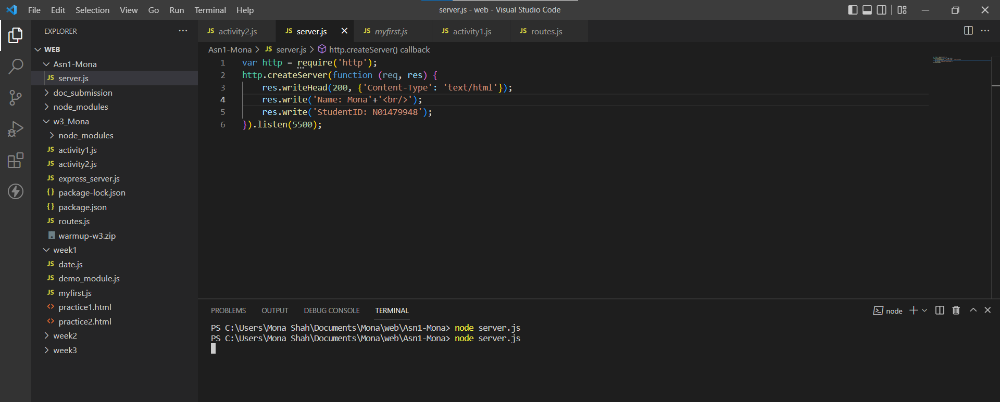 File Edit Selection View Go Run Terminal Help server.js - web - Visual Studio Code
EXPLORER
WEB
Asn1-Mona
JS server.js
doc_submission
node_modules
w3_Mona
node_modules
JS activity1.js
JS activity2.js
JS express_server.js
{} package-lock.json
{} package.json
JS routes.js
warmup-w3.zip
week1
JS date.js
JS demo_module.js
JS myfirst.js
<> practice1.html
<> practice2.html
week2
week3
JS activity2.js JS server.js JS myfirst.js JS activity1.js JS routes.js
Asn1-Mona > JS server.js > http.createServer() callback
1 var http = require('http');
2 http.createServer(function (req, res) {
3 res.writeHead(200, {'Content-Type': 'text/html'});
4 res.write('Name: Mona'+'<br/>');
5 res.write('StudentID: N01479948');
6 }).listen(5500);
PROBLEMS OUTPUT DEBUG CONSOLE TERMINAL node
PS C:\Users\Mona Shah\Documents\Mona\web\Asn1-Mona> node server.js
PS C:\Users\Mona Shah\Documents\Mona\web\Asn1-Mona> node server.js